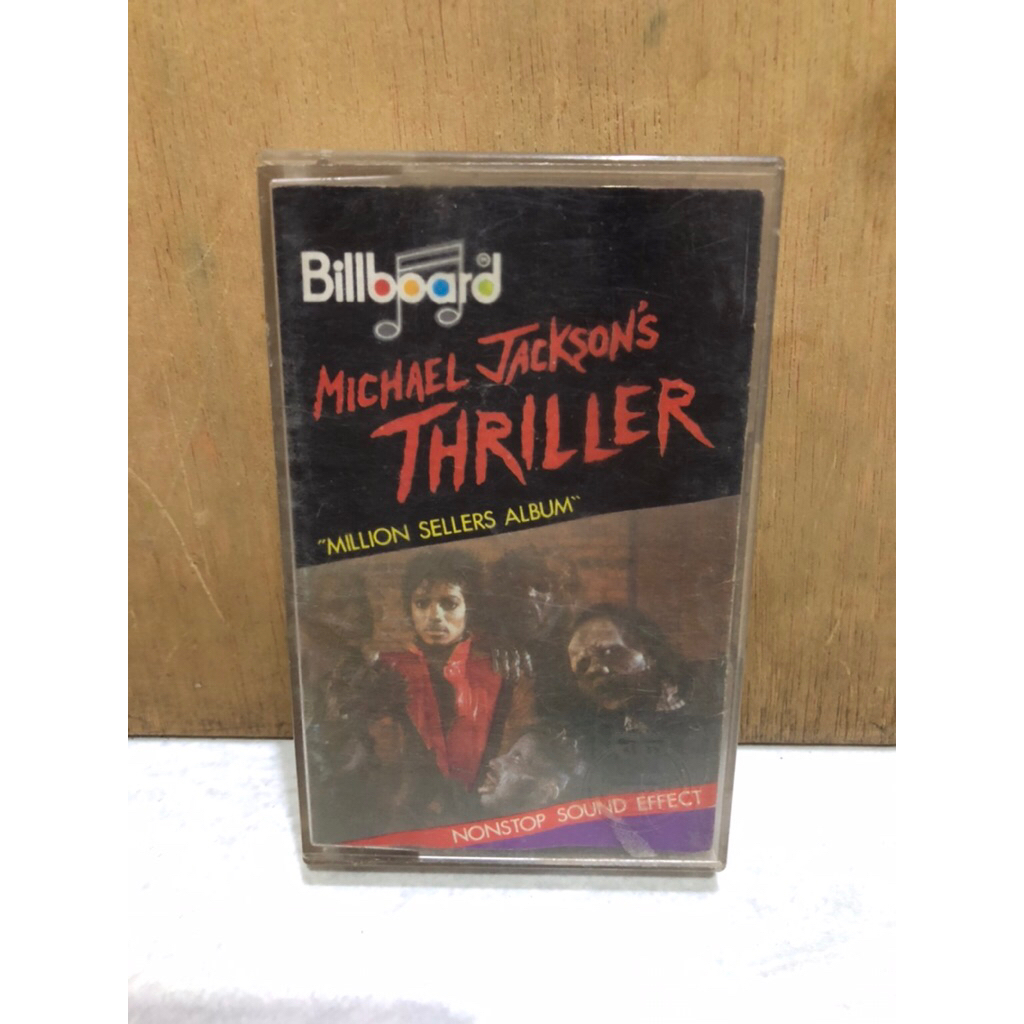 Billboard
MICHAEL JACKSON'S
THRILLER
"MILLION SELLERS ALBUM"
NONSTOP SOUND EFFECT